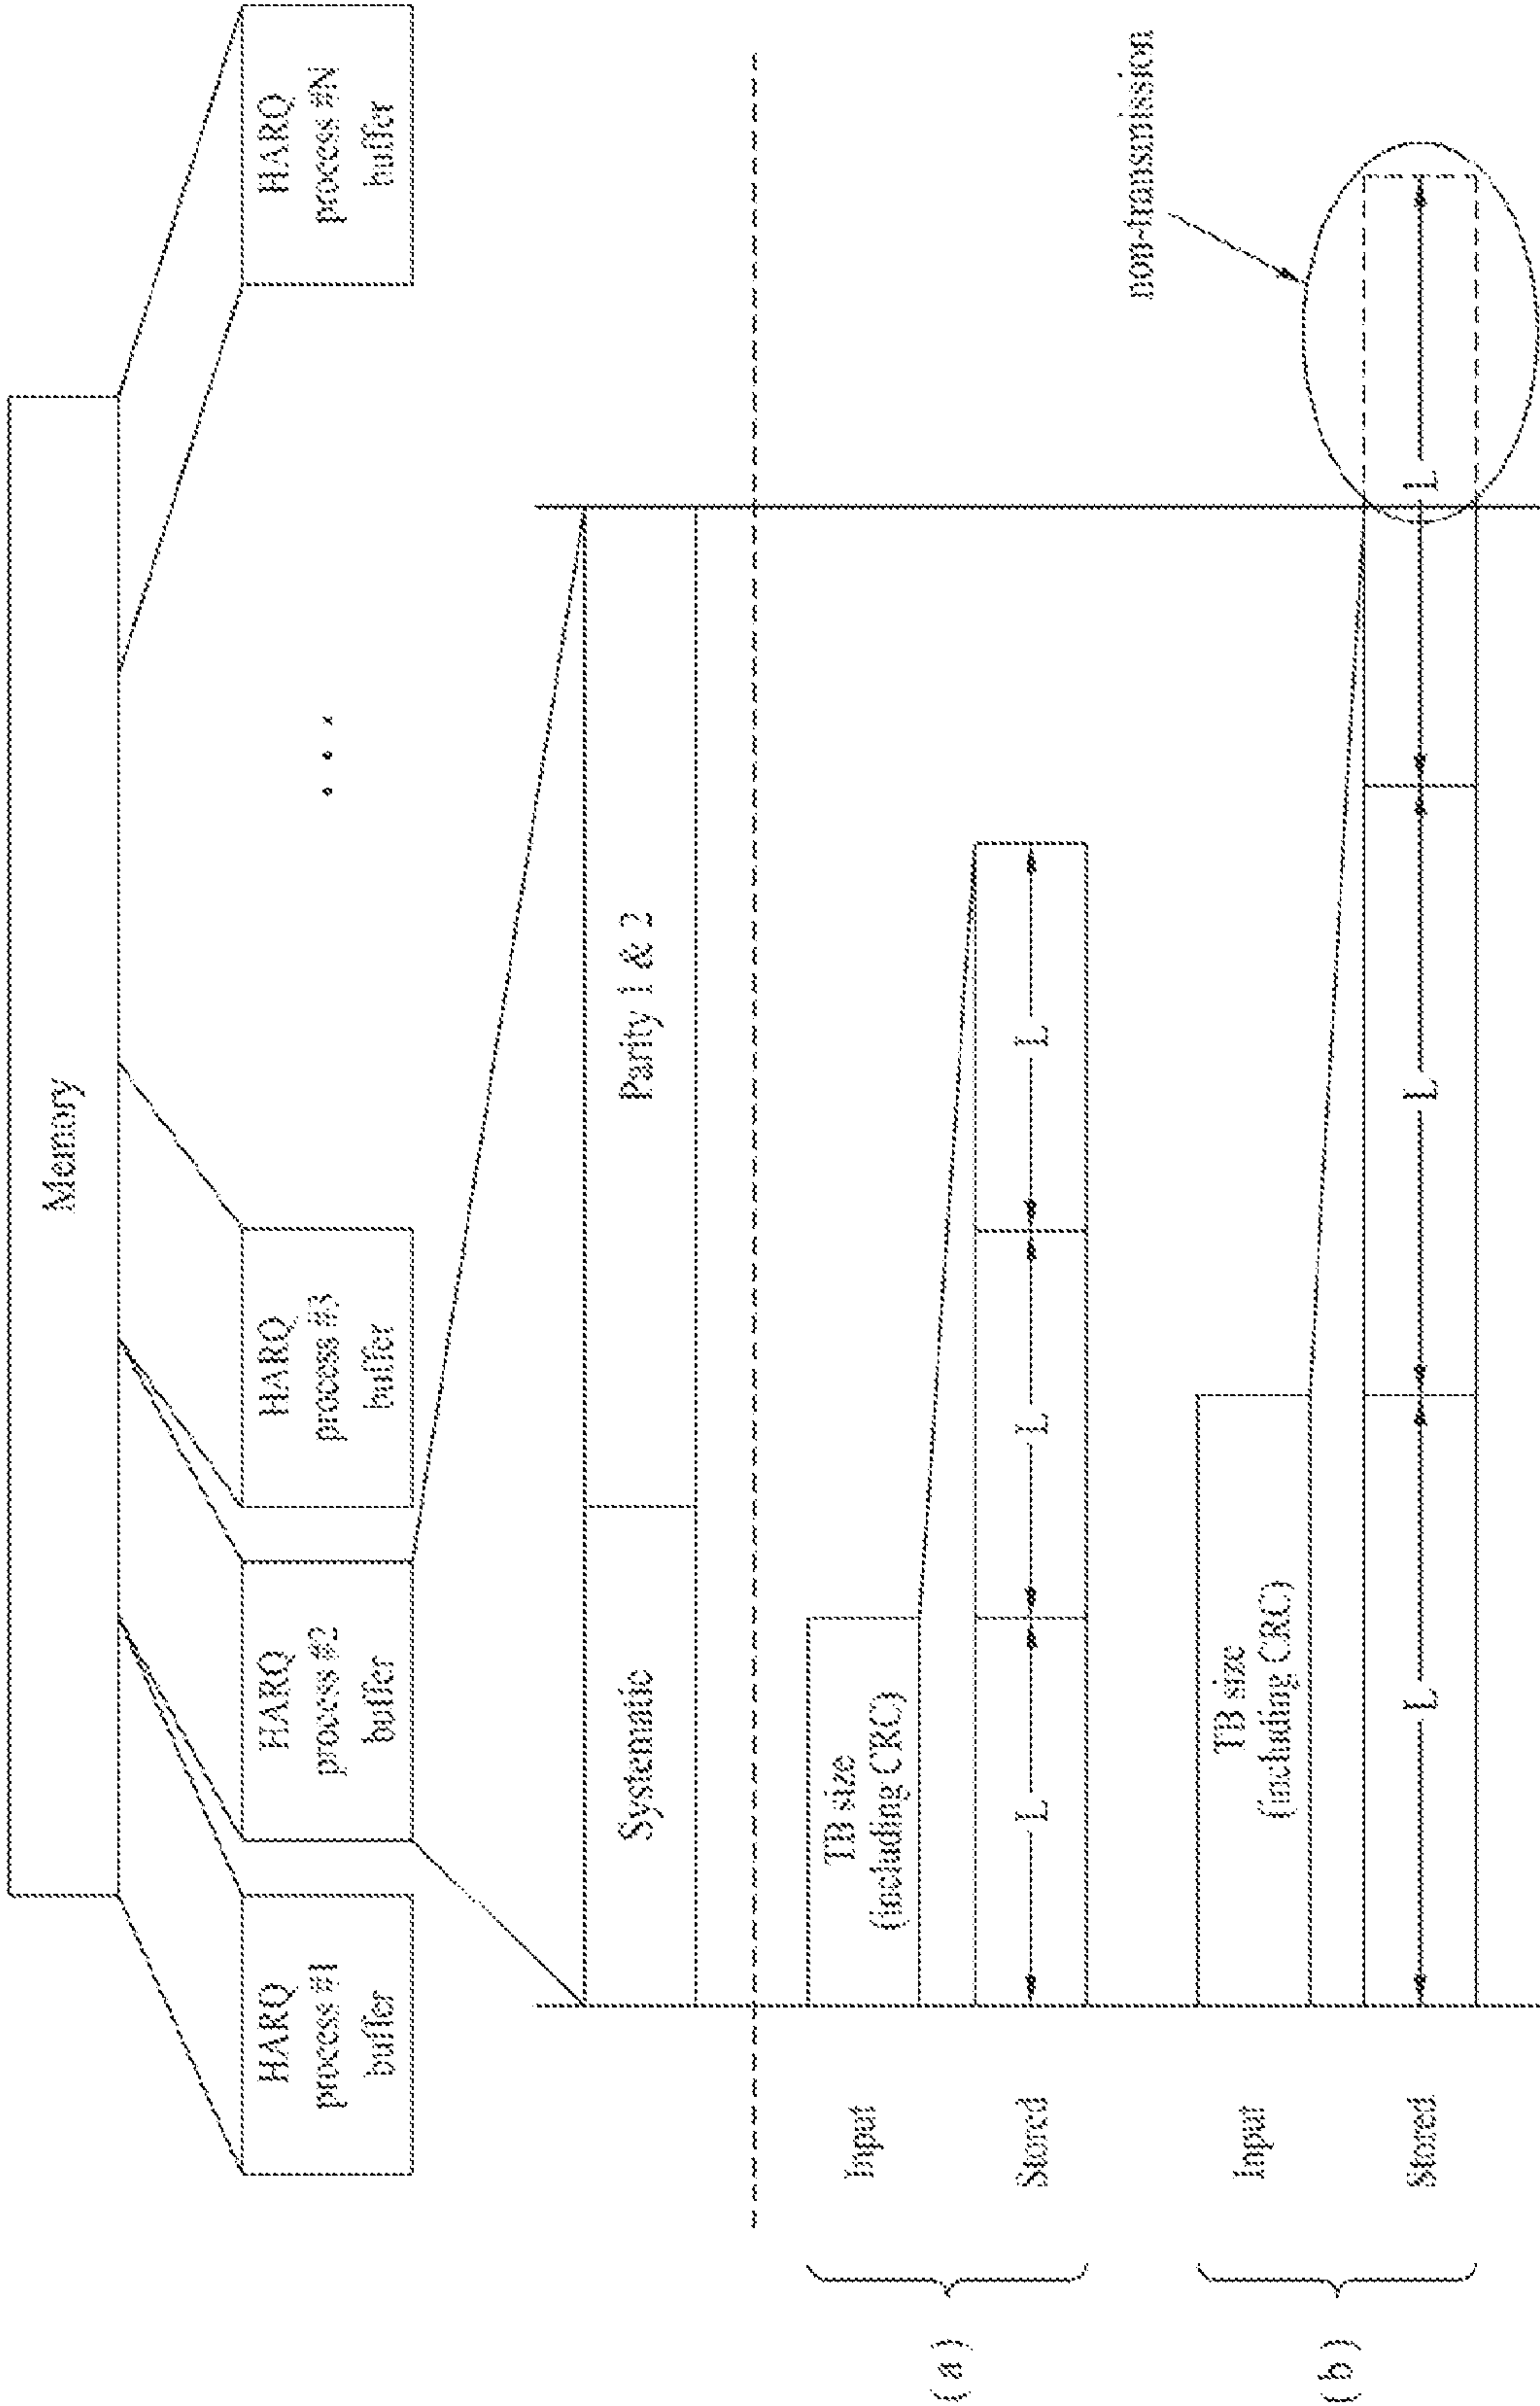 Memory
HARQ
process #1
buffer
HARQ
process #2
buffer
HARQ
process #3
buffer
...
HARQ
process #N
buffer
Systematic
Parity 1 & 2
(a)
Input
TB size
(including CRC)
Stored
L
L
L
(b)
Input
TB size
(including CRC)
Stored
L
L
L
non-transmission